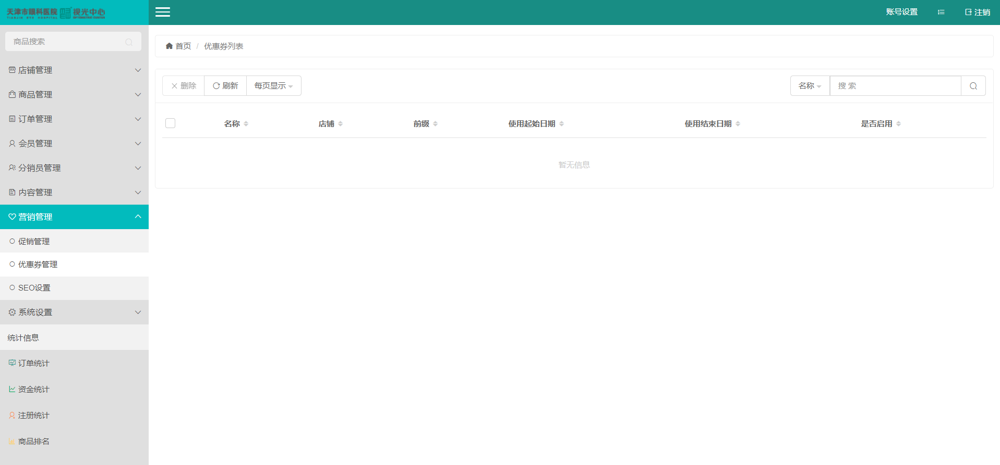 天津市眼科医院 视光中心
TIANJIN EYE HOSPITAL OPTOMETRIC CENTER
账号设置
注销
商品搜索
首页 / 优惠券列表
店铺管理
商品管理
订单管理
会员管理
分销员管理
内容管理
营销管理
促销管理
优惠券管理
SEO设置
系统设置
统计信息
订单统计
资金统计
注册统计
商品排名
删除 刷新 每页显示
名称 搜 索
名称 店铺 前缀 使用起始日期 使用结束日期 是否启用
暂无信息